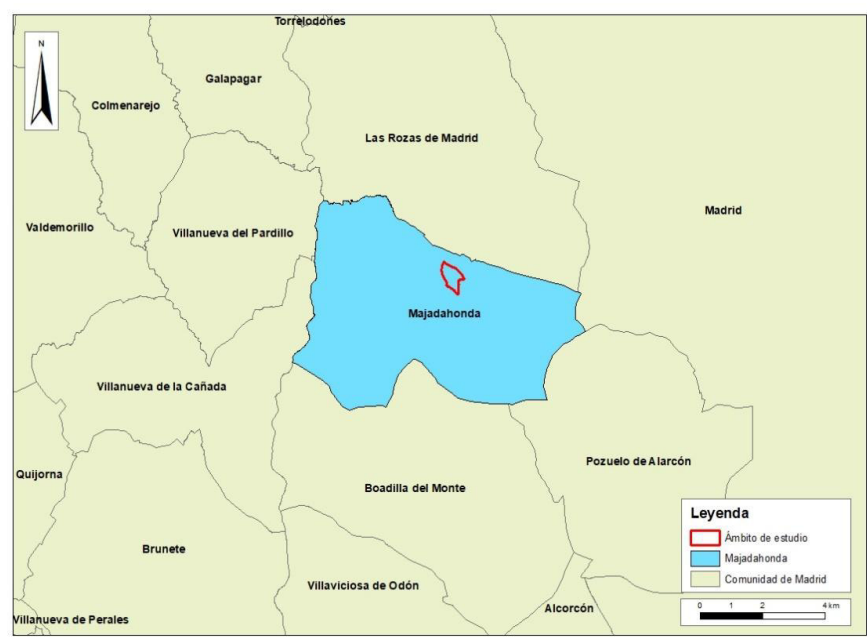 Torrelodones
N
Galapagar
Colmenarejo
Las Rozas de Madrid
Madrid
Valdemorillo
Villanueva del Pardillo
Majadahonda
Villanueva de la Cañada
Pozuelo de Alarcón
Quijorna
Boadilla del Monte
Brunete
Villaviciosa de Odón
Alcorcón
Villanueva de Perales
Leyenda
Ámbito de estudio
Majadahonda
Comunidad de Madrid
0 1 2 4 km